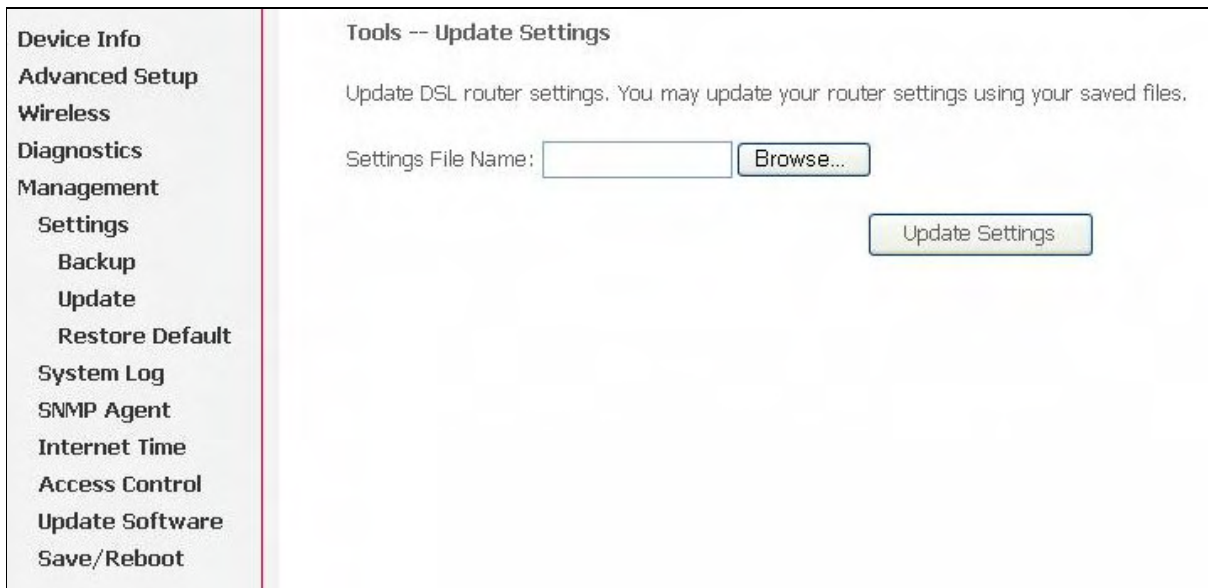 Device Info
Advanced Setup
Wireless
Diagnostics
Management
Settings
Backup
Update
Restore Default
System Log
SNMP Agent
Internet Time
Access Control
Update Software
Save/Reboot
Tools -- Update Settings
Update DSL router settings. You may update your router settings using your saved files.
Settings File Name: Browse...
Update Settings